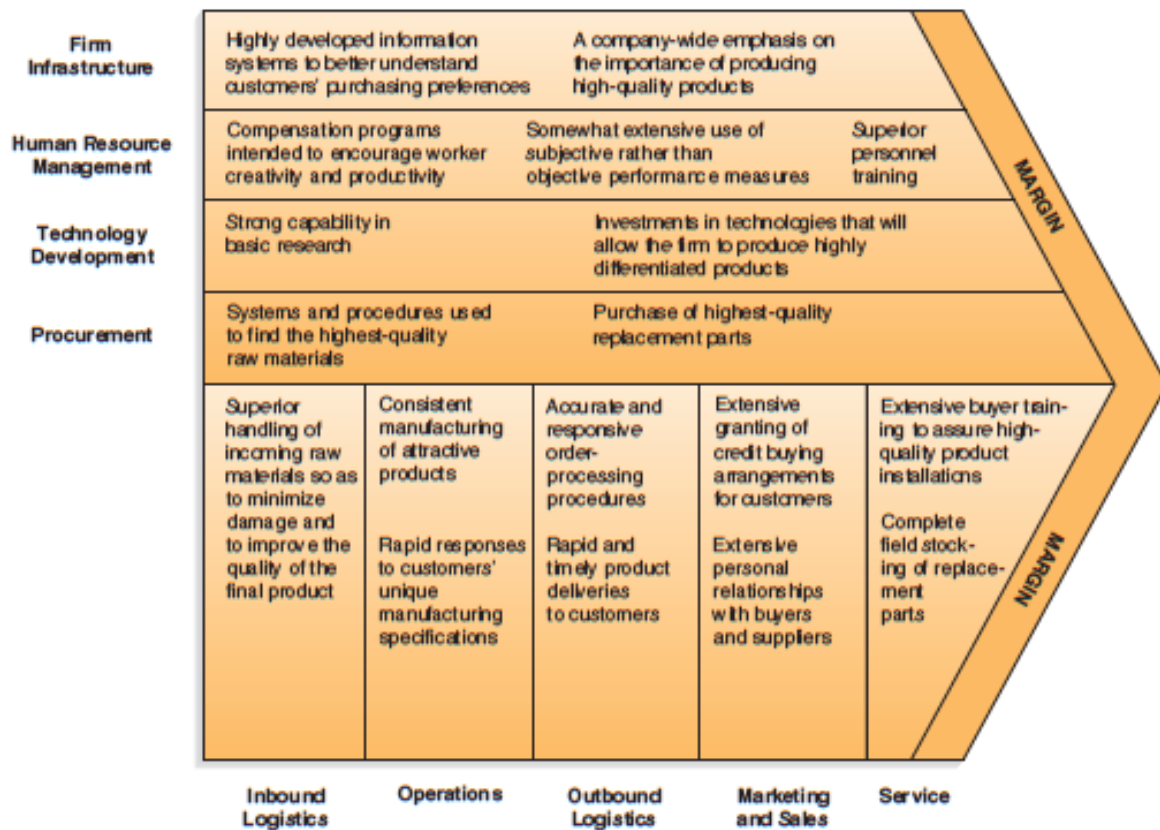 Firm
Infrastructure
Highly developed information
systems to better understand
customers' purchasing preferences
A company-wide emphasis on
the importance of producing
high-quality products
Human Resource
Management
Compensation programs
intended to encourage worker
creativity and productivity
Somewhat extensive use of
subjective rather than
objective performance measures
Superior
personnel
training
Technology
Development
Strong capability in
basic research
Investments in technologies that will
allow the firm to produce highly
differentiated products
Procurement
Systems and procedures used
to find the highest-quality
raw materials
Purchase of highest-quality
replacement parts
MARGIN
Superior
handling of
incoming raw
materials so as
to minimize
damage and
to improve the
quality of the
final product
Consistent
manufacturing
of attractive
products
Rapid responses
to customers'
unique
manufacturing
specifications
Accurate and
responsive
order-
processing
procedures
Rapid and
timely product
deliveries
to customers
Extensive
granting of
credit buying
arrangements
for customers
Extensive
personal
relationships
with buyers
and suppliers
Extensive buyer train-
ing to assure high-
quality product
installations
Complete
field stock-
ing of replace-
ment
parts
MARGIN
Inbound
Logistics
Operations
Outbound
Logistics
Marketing
and Sales
Service